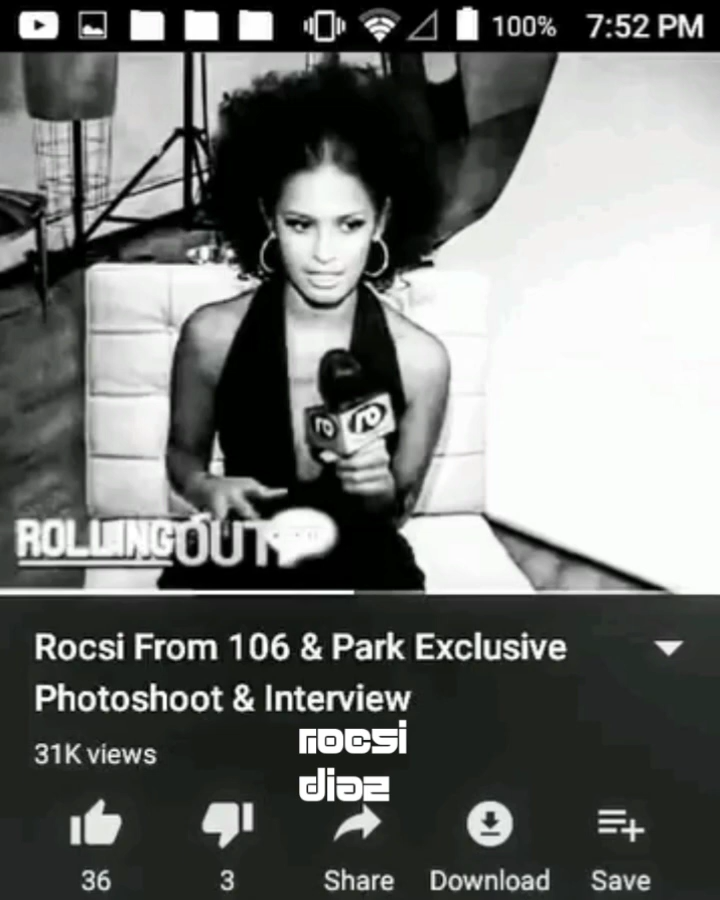 100% 7:52 PM
ro ro
ROLLINGOUT
Rocsi From 106 & Park Exclusive
Photoshoot & Interview
31K views
rocsi
diaz
36 3 Share Download Save